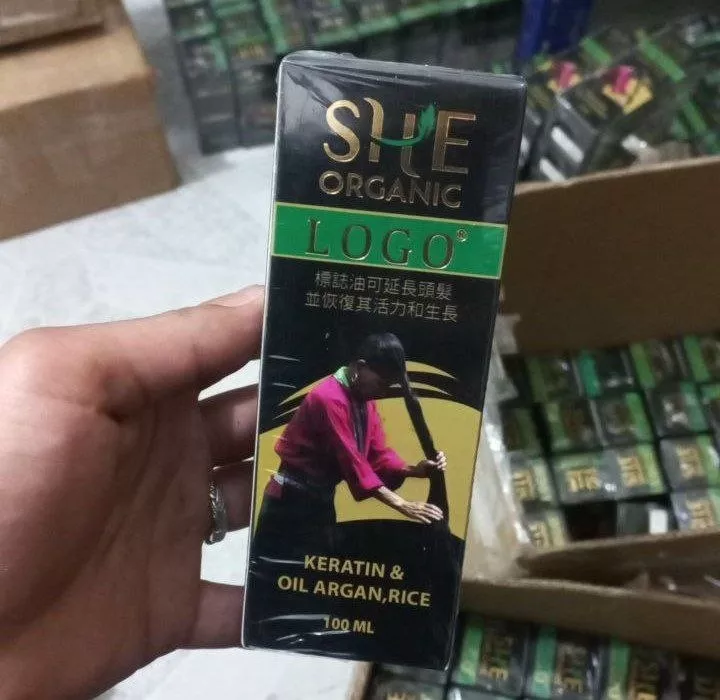 SHE
ORGANIC
LOGO®
標誌油可延長頭髮
並恢復其活力和生長
KERATIN &
OIL ARGAN,RICE
100 ML